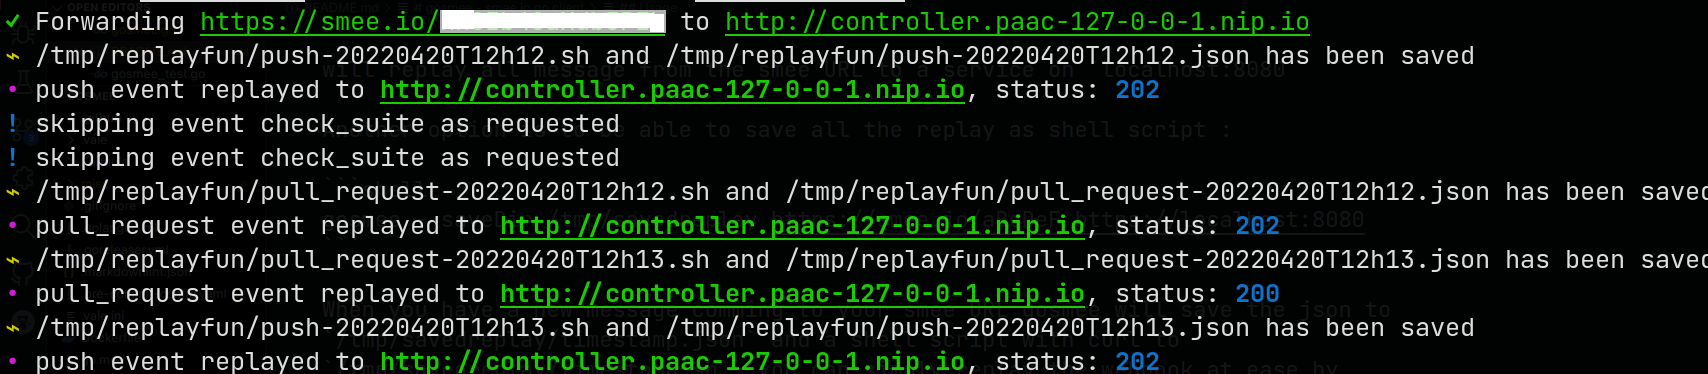 ✓ Forwarding https://smee.io/ to http://controller.paac-127-0-0-1.nip.io
/tmp/replayfun/push-20220420T12h12.sh and /tmp/replayfun/push-20220420T12h12.json has been saved
• push event replayed to http://controller.paac-127-0-0-1.nip.io, status: 202
! skipping event check_suite as requested
! skipping event check_suite as requested
/tmp/replayfun/pull_request-20220420T12h12.sh and /tmp/replayfun/pull_request-20220420T12h12.json has been saved
• pull_request event replayed to http://controller.paac-127-0-0-1.nip.io, status: 202
/tmp/replayfun/pull_request-20220420T12h13.sh and /tmp/replayfun/pull_request-20220420T12h13.json has been saved
• pull_request event replayed to http://controller.paac-127-0-0-1.nip.io, status: 200
/tmp/replayfun/push-20220420T12h13.sh and /tmp/replayfun/push-20220420T12h13.json has been saved
• push event replayed to http://controller.paac-127-0-0-1.nip.io, status: 202